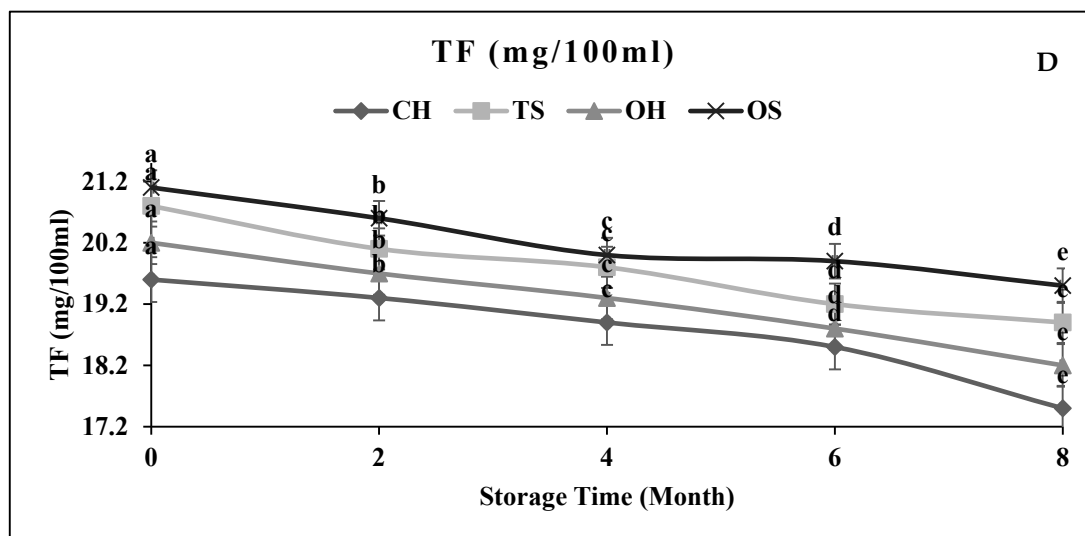 TF (mg/100ml)
D
CH TS OH OS
a
a
a
a
b
b
b
b
c
c
c
c
d
d
d
d
e
e
e
e
21.2
20.2
19.2
18.2
17.2
TF (mg/100ml)
0 2 4 6 8
Storage Time (Month)